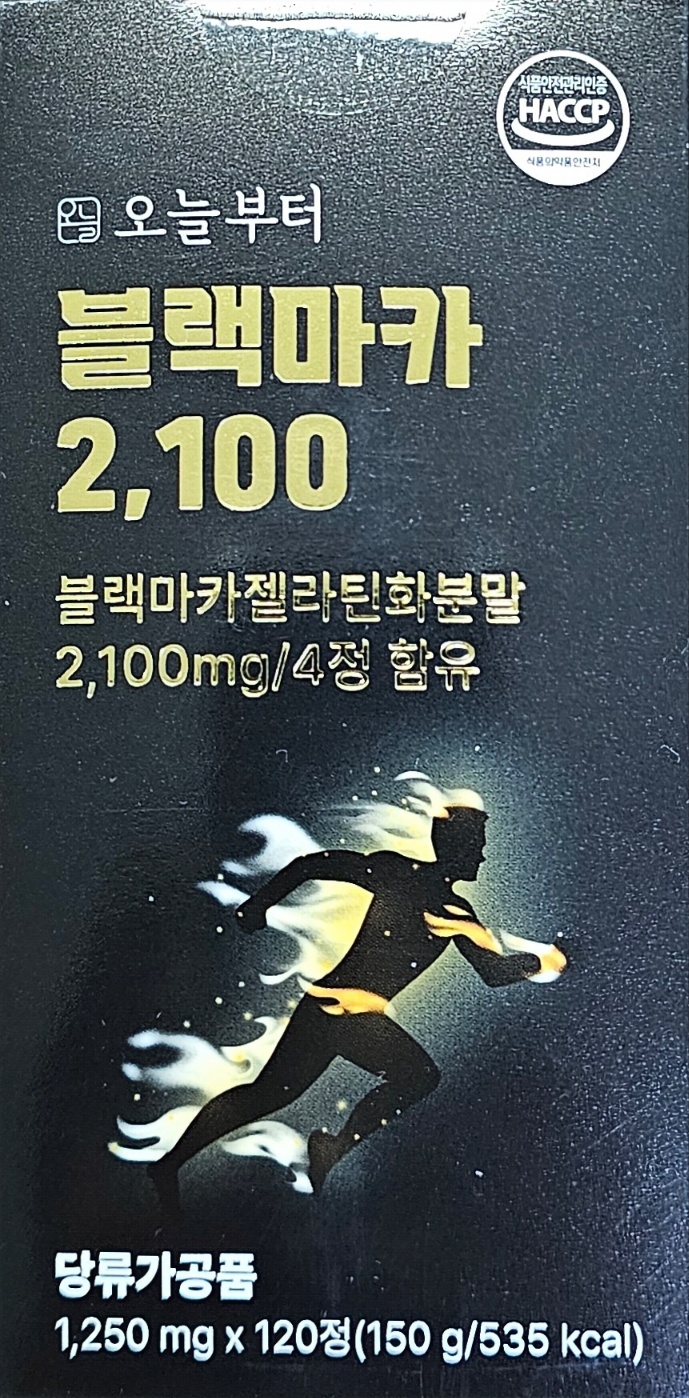 식품안전관리인증
HACCP
식품의약품안전처
오늘 오늘부터
블랙마카
2,100
블랙마카젤라틴화분말
2,100mg/4정 함유
당류가공품
1,250 mg x 120정(150 g/535 kcal)